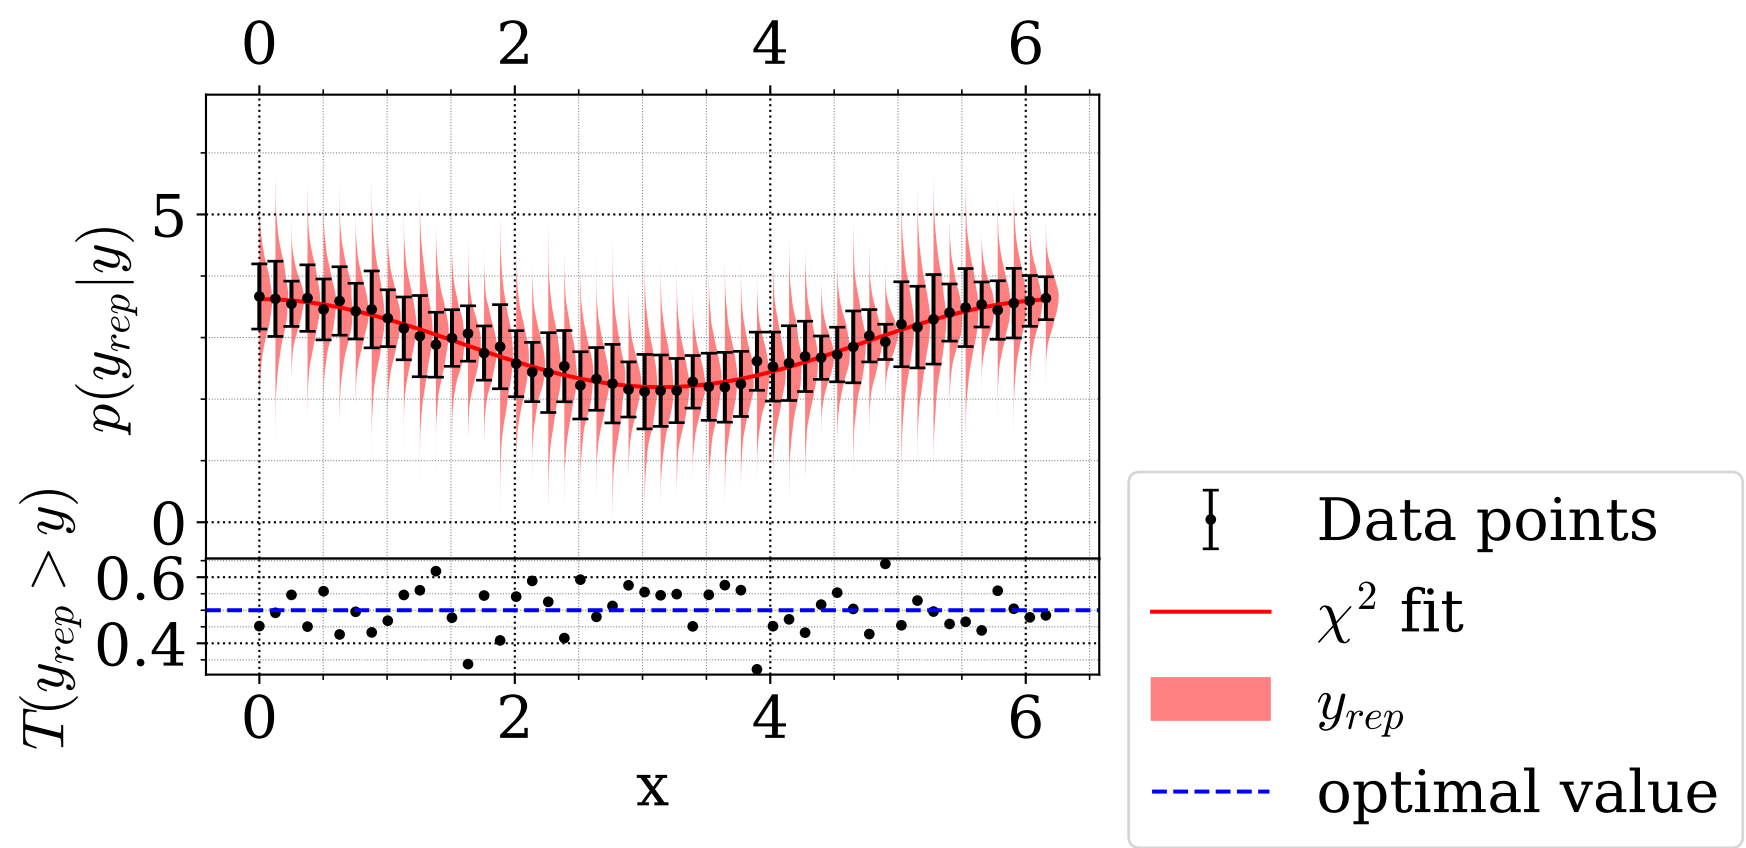 0 2 4 6
p(y_rep|y)
5
0
T(y_rep > y)
0.6
0.4
0 2 4 6
x
Data points
χ² fit
y_rep
optimal value